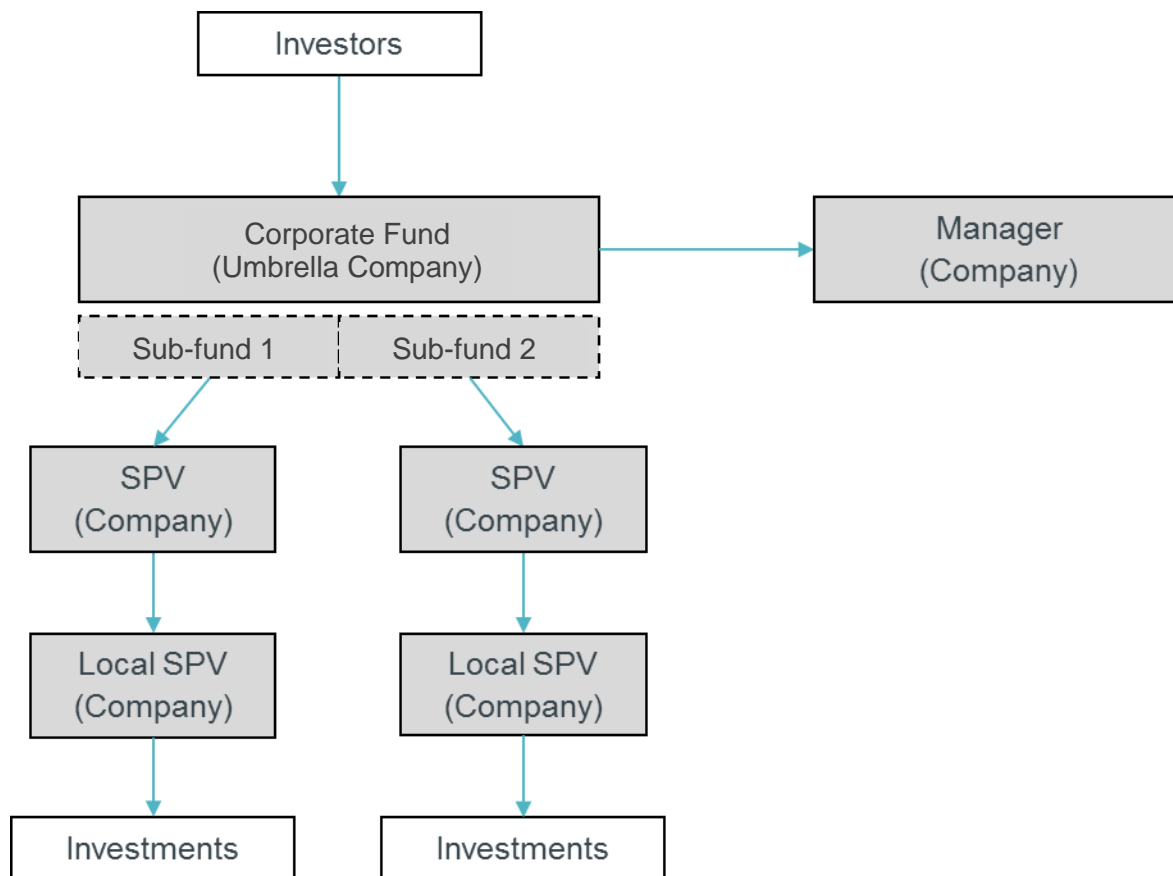 Investors
Corporate Fund
(Umbrella Company)
Manager
(Company)
Sub-fund 1
Sub-fund 2
SPV
(Company)
SPV
(Company)
Local SPV
(Company)
Local SPV
(Company)
Investments
Investments